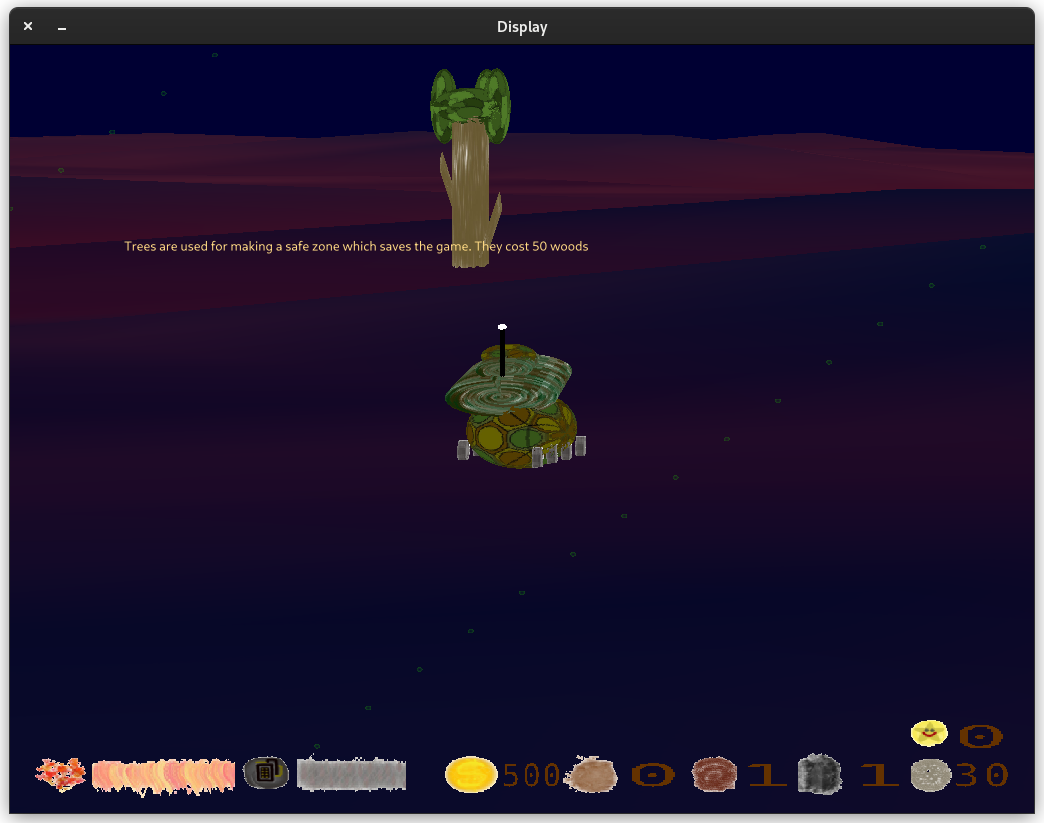 Display
Trees are used for making a safe zone which saves the game. They cost 50 woods
0
500 0 1 1 30